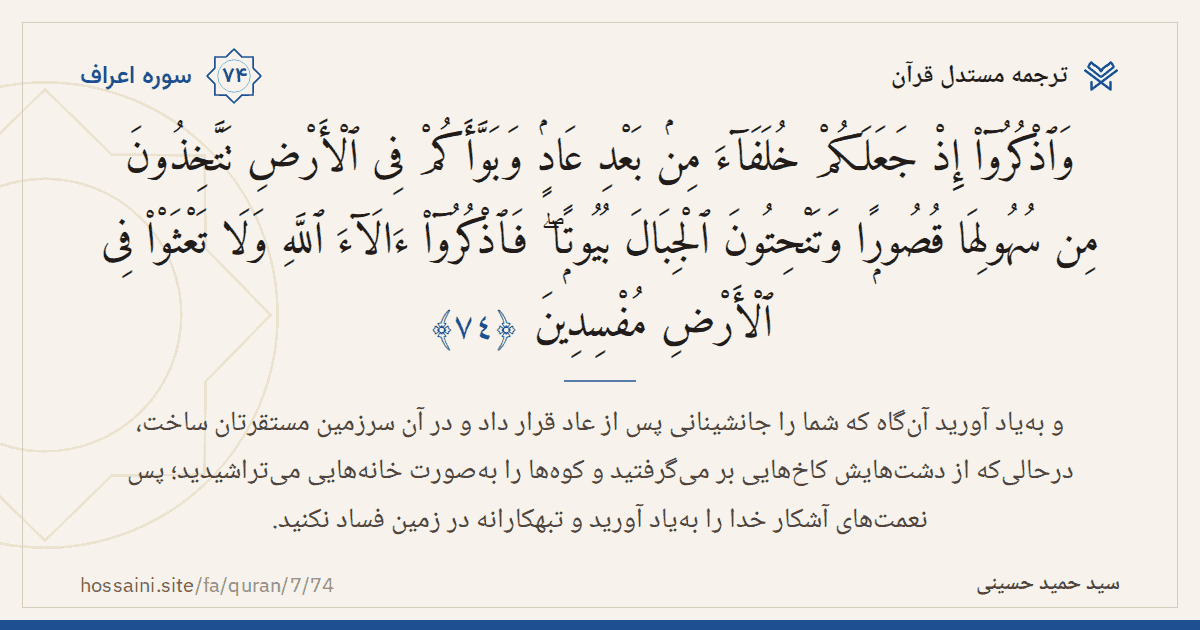 ترجمه مستدل قرآن
سوره اعراف ۷۴
وَٱذْكُرُوٓا۟ إِذْ جَعَلَكُمْ خُلَفَآءَ مِنۢ بَعْدِ عَادٍۢ وَبَوَّأَكُمْ فِى ٱلْأَرْضِ تَتَّخِذُونَ
مِن سُهُولِهَا قُصُورًۭا وَتَنْحِتُونَ ٱلْجِبَالَ بُيُوتًۭا ۖ فَٱذْكُرُوٓا۟ ءَالَآءَ ٱللَّهِ وَلَا تَعْثَوْا۟ فِى
ٱلْأَرْضِ مُفْسِدِينَ ﴿٧٤﴾
و به‌یاد آورید آن‌گاه که شما را جانشینانی پس از عاد قرار داد و در آن سرزمین مستقرتان ساخت،
درحالی‌که از دشت‌هایش کاخ‌هایی بر می‌گرفتید و کوه‌ها را به‌صورت خانه‌هایی می‌تراشیدید؛ پس
نعمت‌های آشکار خدا را به‌یاد آورید و تبهکارانه در زمین فساد نکنید.
سید حمید حسینی
hossaini.site/fa/quran/7/74